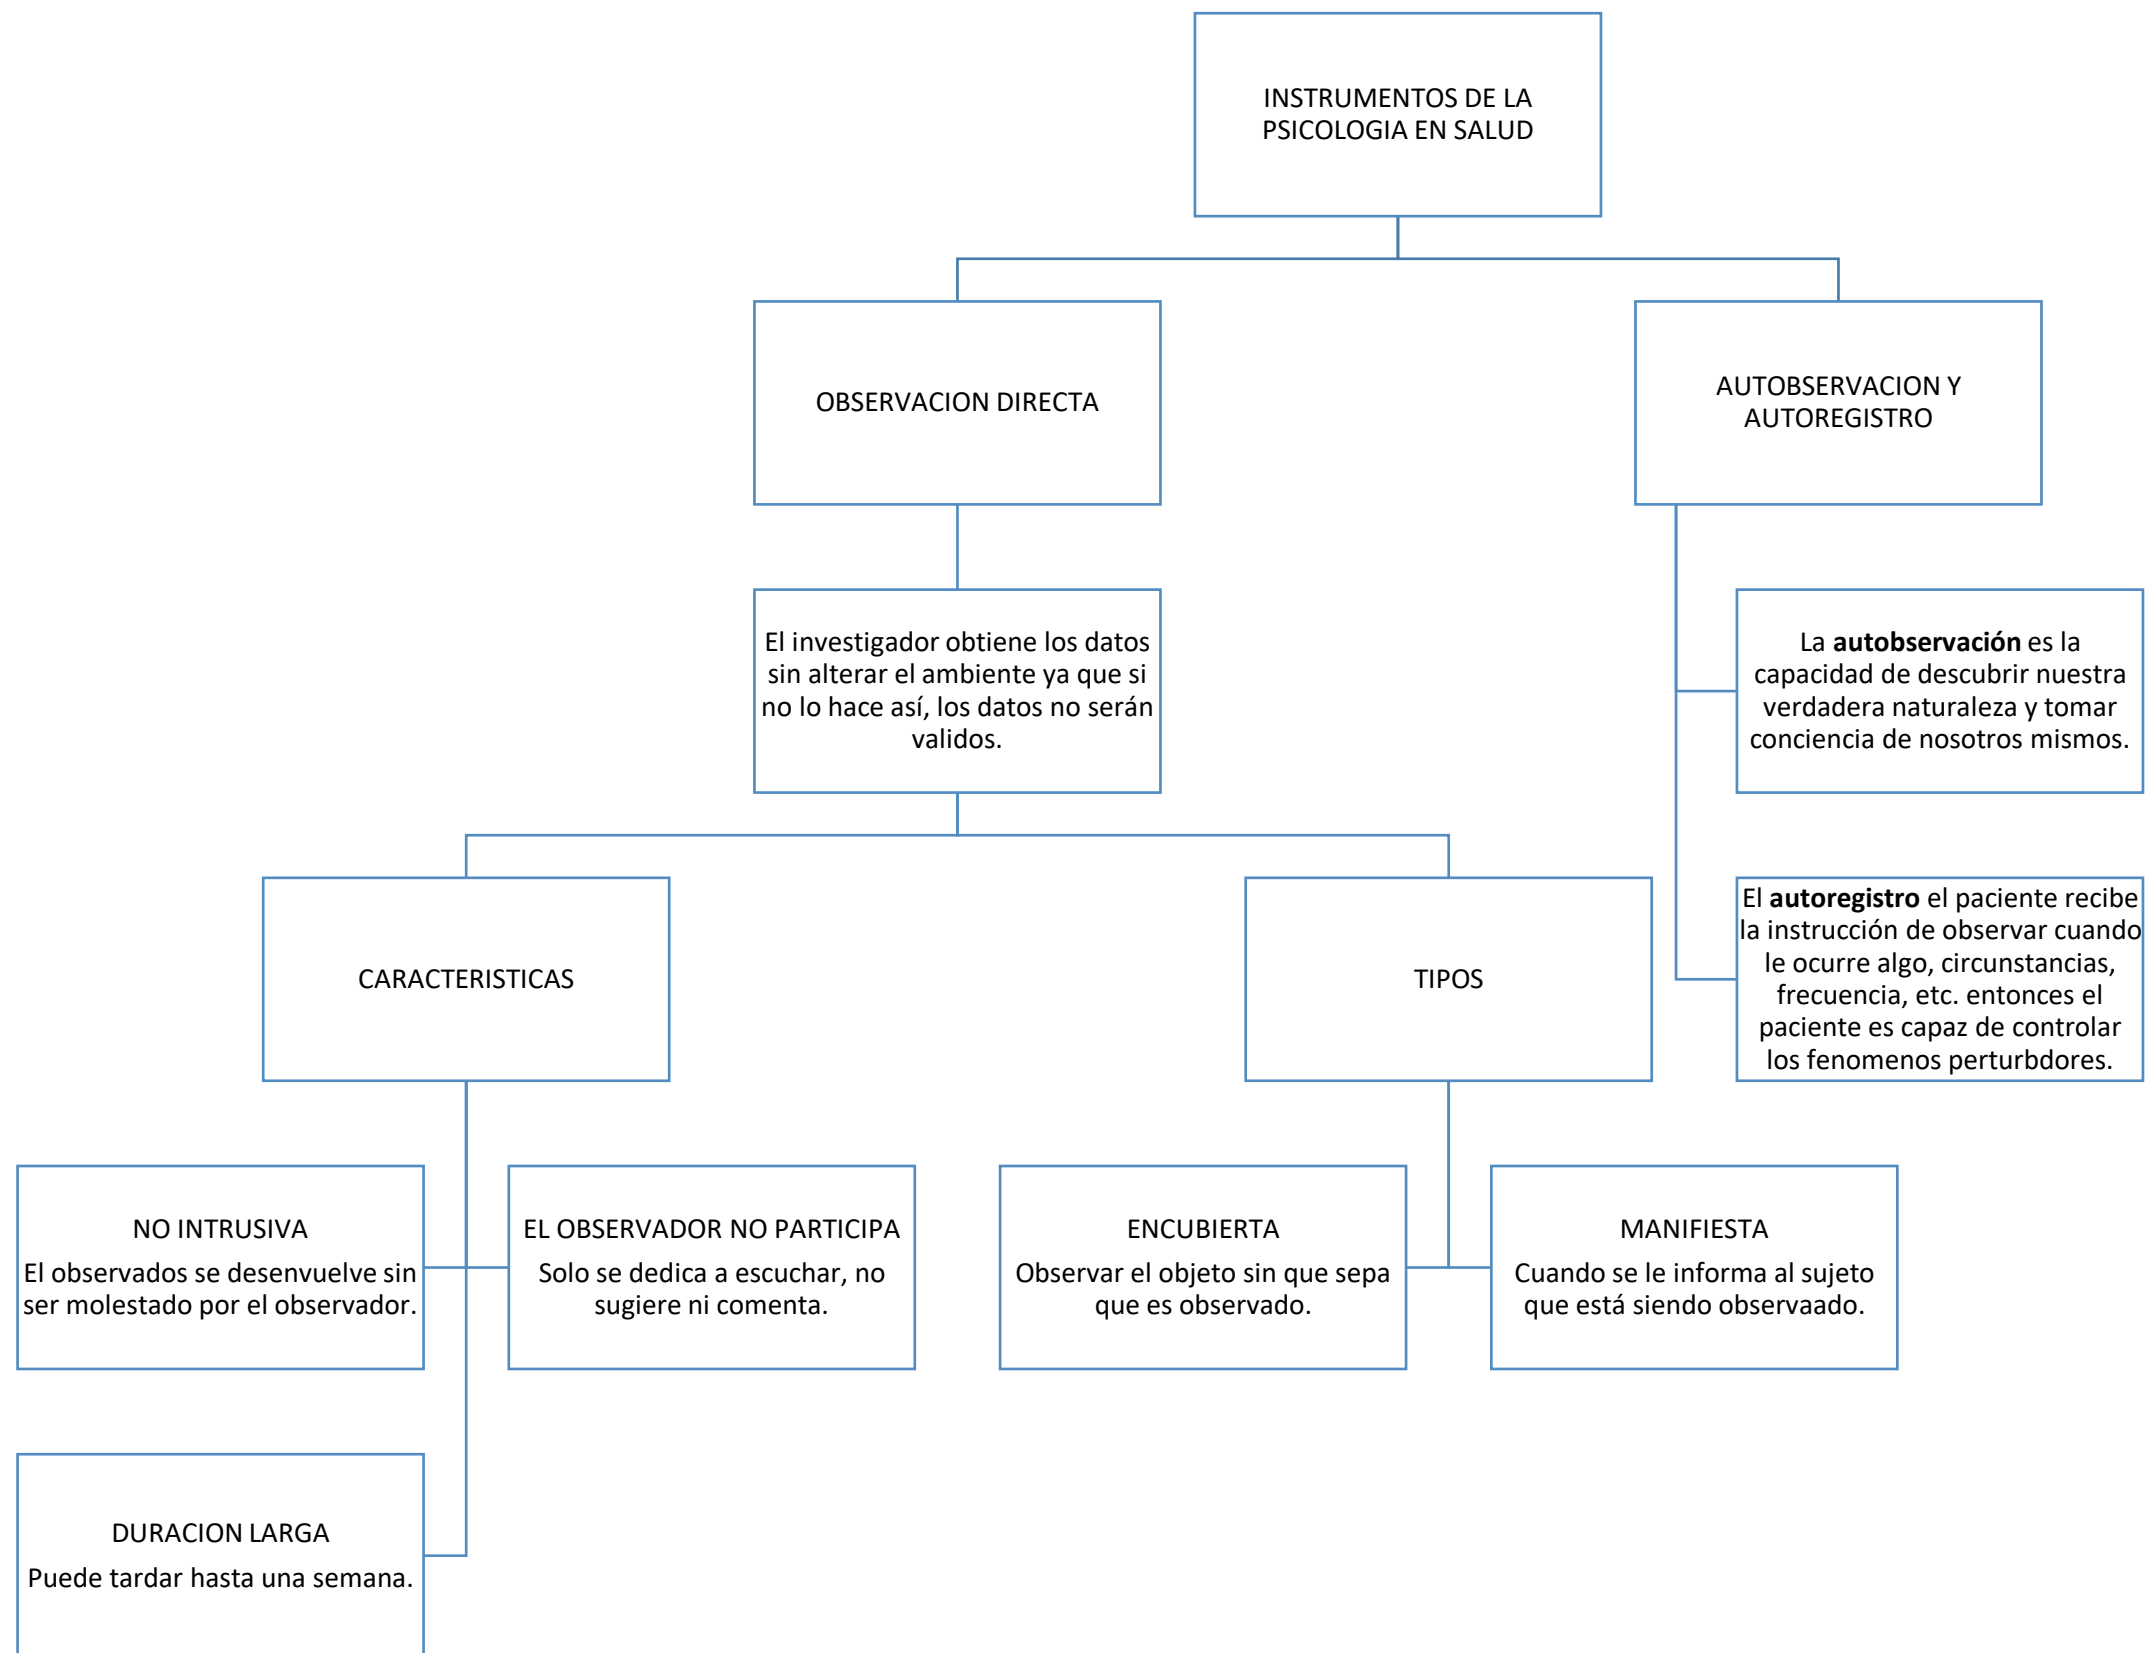 INSTRUMENTOS DE LA
PSICOLOGIA EN SALUD
OBSERVACION DIRECTA
AUTOBSERVACION Y
AUTOREGISTRO
El investigador obtiene los datos
sin alterar el ambiente ya que si
no lo hace así, los datos no serán
validos.
La autobservación es la
capacidad de descubrir nuestra
verdadera naturaleza y tomar
conciencia de nosotros mismos.
El autoregistro el paciente recibe
la instrucción de observar cuando
le ocurre algo, circunstancias,
frecuencia, etc. entonces el
paciente es capaz de controlar
los fenomenos perturbdores.
CARACTERISTICAS
TIPOS
NO INTRUSIVA
El observados se desenvuelve sin
ser molestado por el observador.
EL OBSERVADOR NO PARTICIPA
Solo se dedica a escuchar, no
sugiere ni comenta.
ENCUBIERTA
Observar el objeto sin que sepa
que es observado.
MANIFIESTA
Cuando se le informa al sujeto
que está siendo observaado.
DURACION LARGA
Puede tardar hasta una semana.